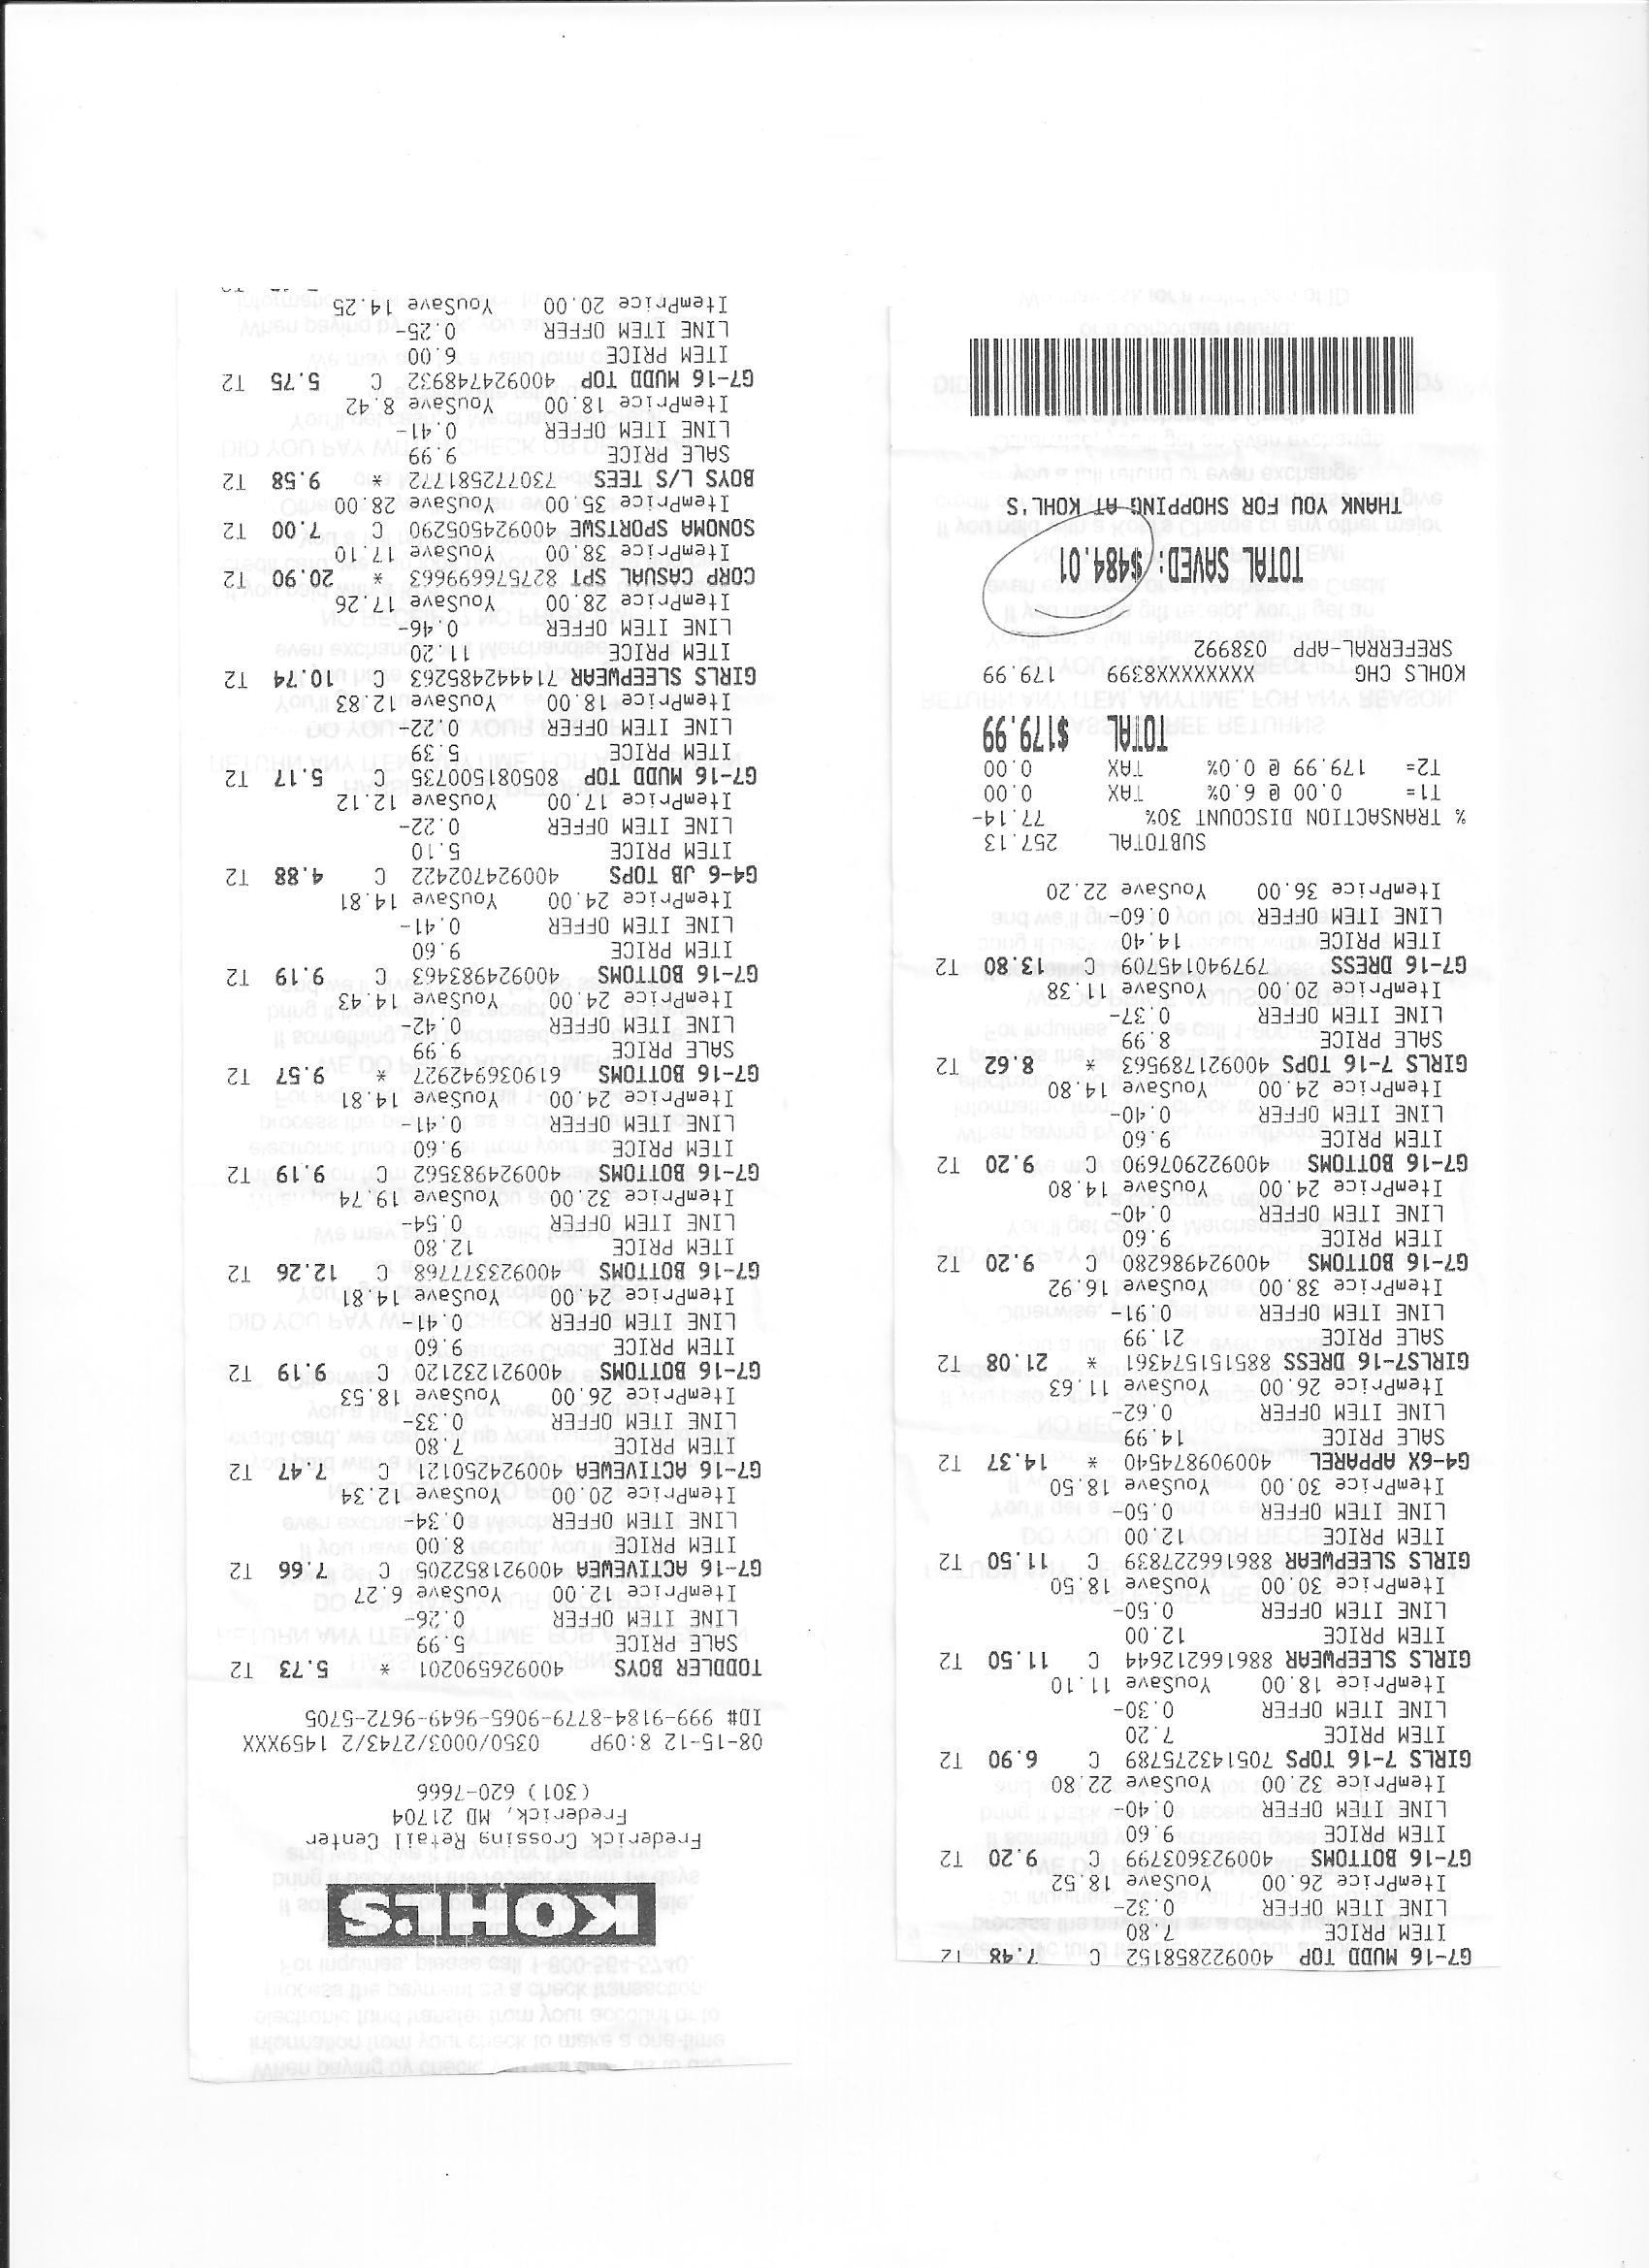 KOHL'S
Frederick Crossing Retail Center
Frederick, MD 21704
(301) 620-7666
08-15-12 8:09P 0350/0003/2743/2 1459XXX
ID# 999-9184-8779-9065-9649-9672-5705
TODDLER BOYS 400926590201 * 5.73 T2
SALE PRICE 5.99
LINE ITEM OFFER 0.26-
ItemPrice 12.00 YouSave 6.27
G7-16 ACTIVEWEA 400921852205 C 7.66 T2
ITEM PRICE 8.00
LINE ITEM OFFER 0.34-
ItemPrice 20.00 YouSave 12.34
G7-16 ACTIVEWEA 400924250121 C 7.47 T2
ITEM PRICE 7.80
LINE ITEM OFFER 0.33-
ItemPrice 26.00 YouSave 18.53
G7-16 BOTTOMS 400921232120 C 9.19 T2
ITEM PRICE 9.60
LINE ITEM OFFER 0.41-
ItemPrice 24.00 YouSave 14.81
G7-16 BOTTOMS 400923377768 C 12.26 T2
ITEM PRICE 12.80
LINE ITEM OFFER 0.54-
ItemPrice 32.00 YouSave 19.74
G7-16 BOTTOMS 400924983562 C 9.19 T2
ITEM PRICE 9.60
LINE ITEM OFFER 0.41-
ItemPrice 24.00 YouSave 14.81
G7-16 BOTTOMS 619036942927 * 9.57 T2
SALE PRICE 9.99
LINE ITEM OFFER 0.42-
ItemPrice 24.00 YouSave 14.43
G7-16 BOTTOMS 400924983463 C 9.19 T2
ITEM PRICE 9.60
LINE ITEM OFFER 0.41-
ItemPrice 24.00 YouSave 14.81
G4-6 JB TOPS 400924702422 C 4.88 T2
ITEM PRICE 5.10
LINE ITEM OFFER 0.22-
ItemPrice 17.00 YouSave 12.12
G7-16 MUDD TOP 805081500735 C 5.17 T2
ITEM PRICE 5.39
LINE ITEM OFFER 0.22-
ItemPrice 18.00 YouSave 12.83
GIRLS SLEEPWEAR 714442485263 C 10.74 T2
ITEM PRICE 11.20
LINE ITEM OFFER 0.46-
ItemPrice 28.00 YouSave 17.26
CORP CASUAL SPT 827576699663 * 20.90 T2
ItemPrice 38.00 YouSave 17.10
SONOMA SPORTSWE 400924505290 C 7.00 T2
ItemPrice 35.00 YouSave 28.00
BOYS L/S TEES 730772581772 * 9.58 T2
SALE PRICE 9.99
LINE ITEM OFFER 0.41-
ItemPrice 18.00 YouSave 8.42
G7-16 MUDD TOP 400924748932 C 5.75 T2
ITEM PRICE 6.00
LINE ITEM OFFER 0.25-
ItemPrice 20.00 YouSave 14.25
G7-16 MUDD TOP 400922858152 C 7.48 T2
ITEM PRICE 7.80
LINE ITEM OFFER 0.32-
ItemPrice 26.00 YouSave 18.52
G7-16 BOTTOMS 400923603799 C 9.20 T2
ITEM PRICE 9.60
LINE ITEM OFFER 0.40-
ItemPrice 32.00 YouSave 22.80
GIRLS 7-16 TOPS 705143275789 C 6.90 T2
ITEM PRICE 7.20
LINE ITEM OFFER 0.30-
ItemPrice 18.00 YouSave 11.10
GIRLS SLEEPWEAR 886166212644 C 11.50 T2
ITEM PRICE 12.00
LINE ITEM OFFER 0.50-
ItemPrice 30.00 YouSave 18.50
GIRLS SLEEPWEAR 886166227839 C 11.50 T2
ITEM PRICE 12.00
LINE ITEM OFFER 0.50-
ItemPrice 30.00 YouSave 18.50
G4-6X APPAREL 400909874540 * 14.37 T2
SALE PRICE 14.99
LINE ITEM OFFER 0.62-
ItemPrice 26.00 YouSave 11.63
GIRLS7-16 DRESS 885151574361 * 21.08 T2
SALE PRICE 21.99
LINE ITEM OFFER 0.91-
ItemPrice 38.00 YouSave 16.92
G7-16 BOTTOMS 400924986280 C 9.20 T2
ITEM PRICE 9.60
LINE ITEM OFFER 0.40-
ItemPrice 24.00 YouSave 14.80
G7-16 BOTTOMS 400922907690 C 9.20 T2
ITEM PRICE 9.60
LINE ITEM OFFER 0.40-
ItemPrice 24.00 YouSave 14.80
GIRLS 7-16 TOPS 400921789563 * 8.62 T2
SALE PRICE 8.99
LINE ITEM OFFER 0.37-
ItemPrice 20.00 YouSave 11.38
G7-16 DRESS 797940145709 C 13.80 T2
ITEM PRICE 14.40
LINE ITEM OFFER 0.60-
ItemPrice 36.00 YouSave 22.20
SUBTOTAL 257.13
% TRANSACTION DISCOUNT 30% 77.14-
T1= 0.00 @ 6.0% TAX 0.00
T2= 179.99 @ 0.0% TAX 0.00
TOTAL $179.99
KOHLS CHG XXXXXXXXX8399 179.99
SREFERRAL-APP 038992
TOTAL SAVED: $484.01
THANK YOU FOR SHOPPING AT KOHL'S